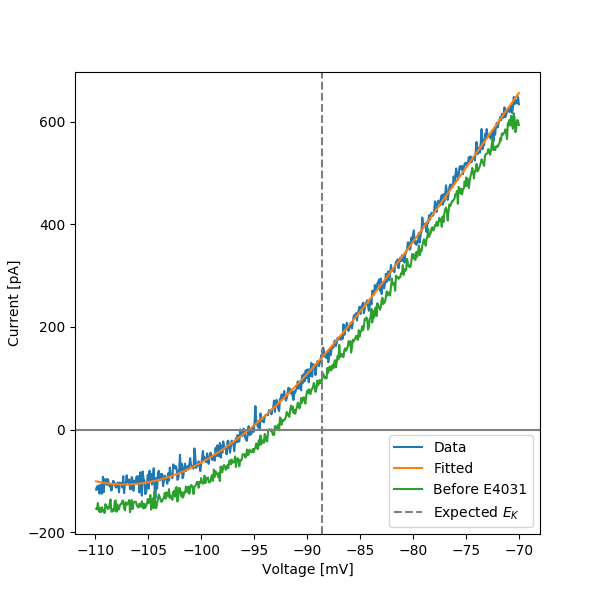 600
400
200
0
−200
Current [pA]
Data
Fitted
Before E4031
Expected E_K
−110 −105 −100 −95 −90 −85 −80 −75 −70
Voltage [mV]